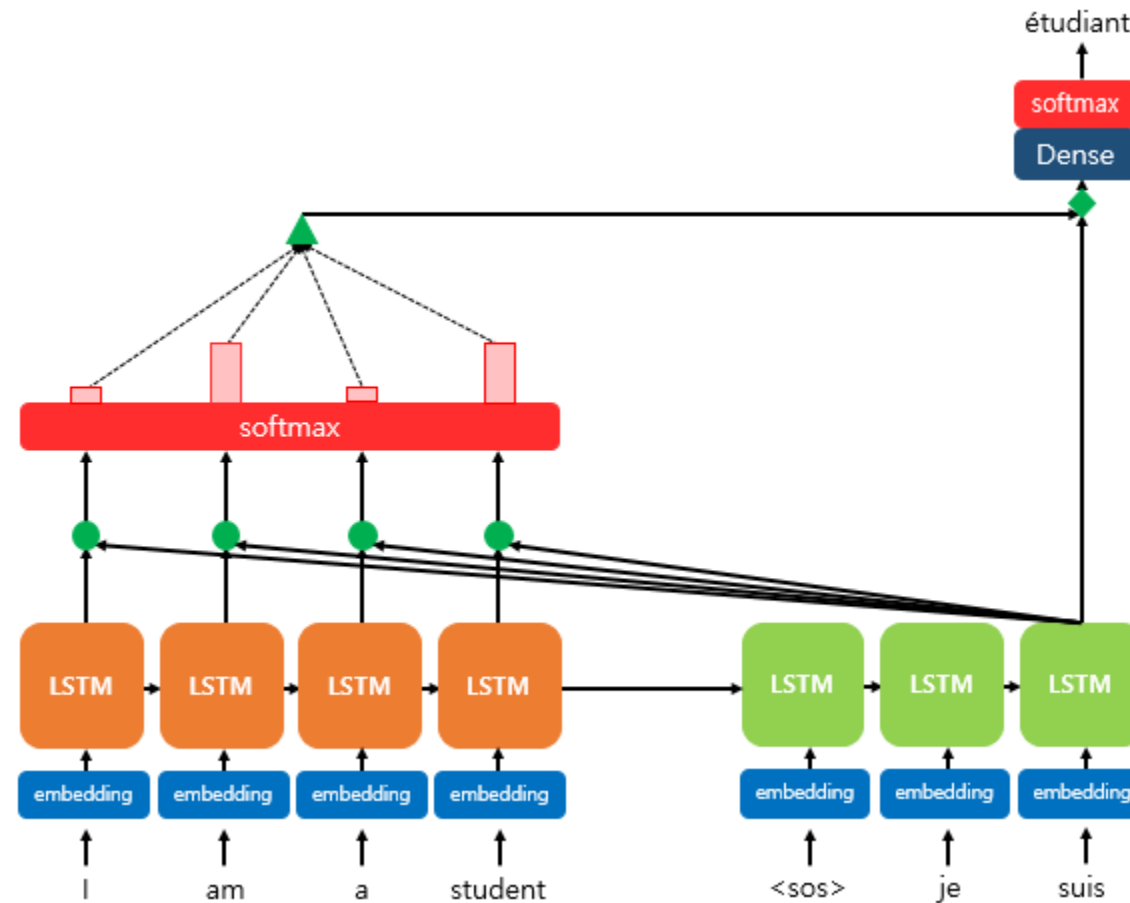 étudiant
softmax
Dense
softmax
LSTM LSTM LSTM LSTM LSTM LSTM LSTM
embedding embedding embedding embedding embedding embedding embedding
I am a student <sos> je suis